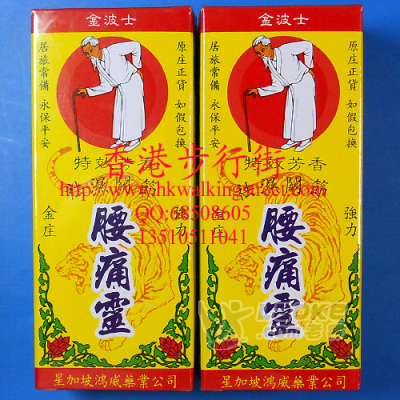 金波士
原庄正貨 如假包換
居旅常備 永保平安
特效芳香
金庄
強力
腰痛靈
星加坡鴻威藥業公司
金波士
原庄正貨 如假包換
居旅常備 永保平安
特效芳香
強力
腰痛靈
星加坡鴻威藥業公司
香港步行街
http://www.hkwalkingstreet.com
QQ:68508605
13510511041